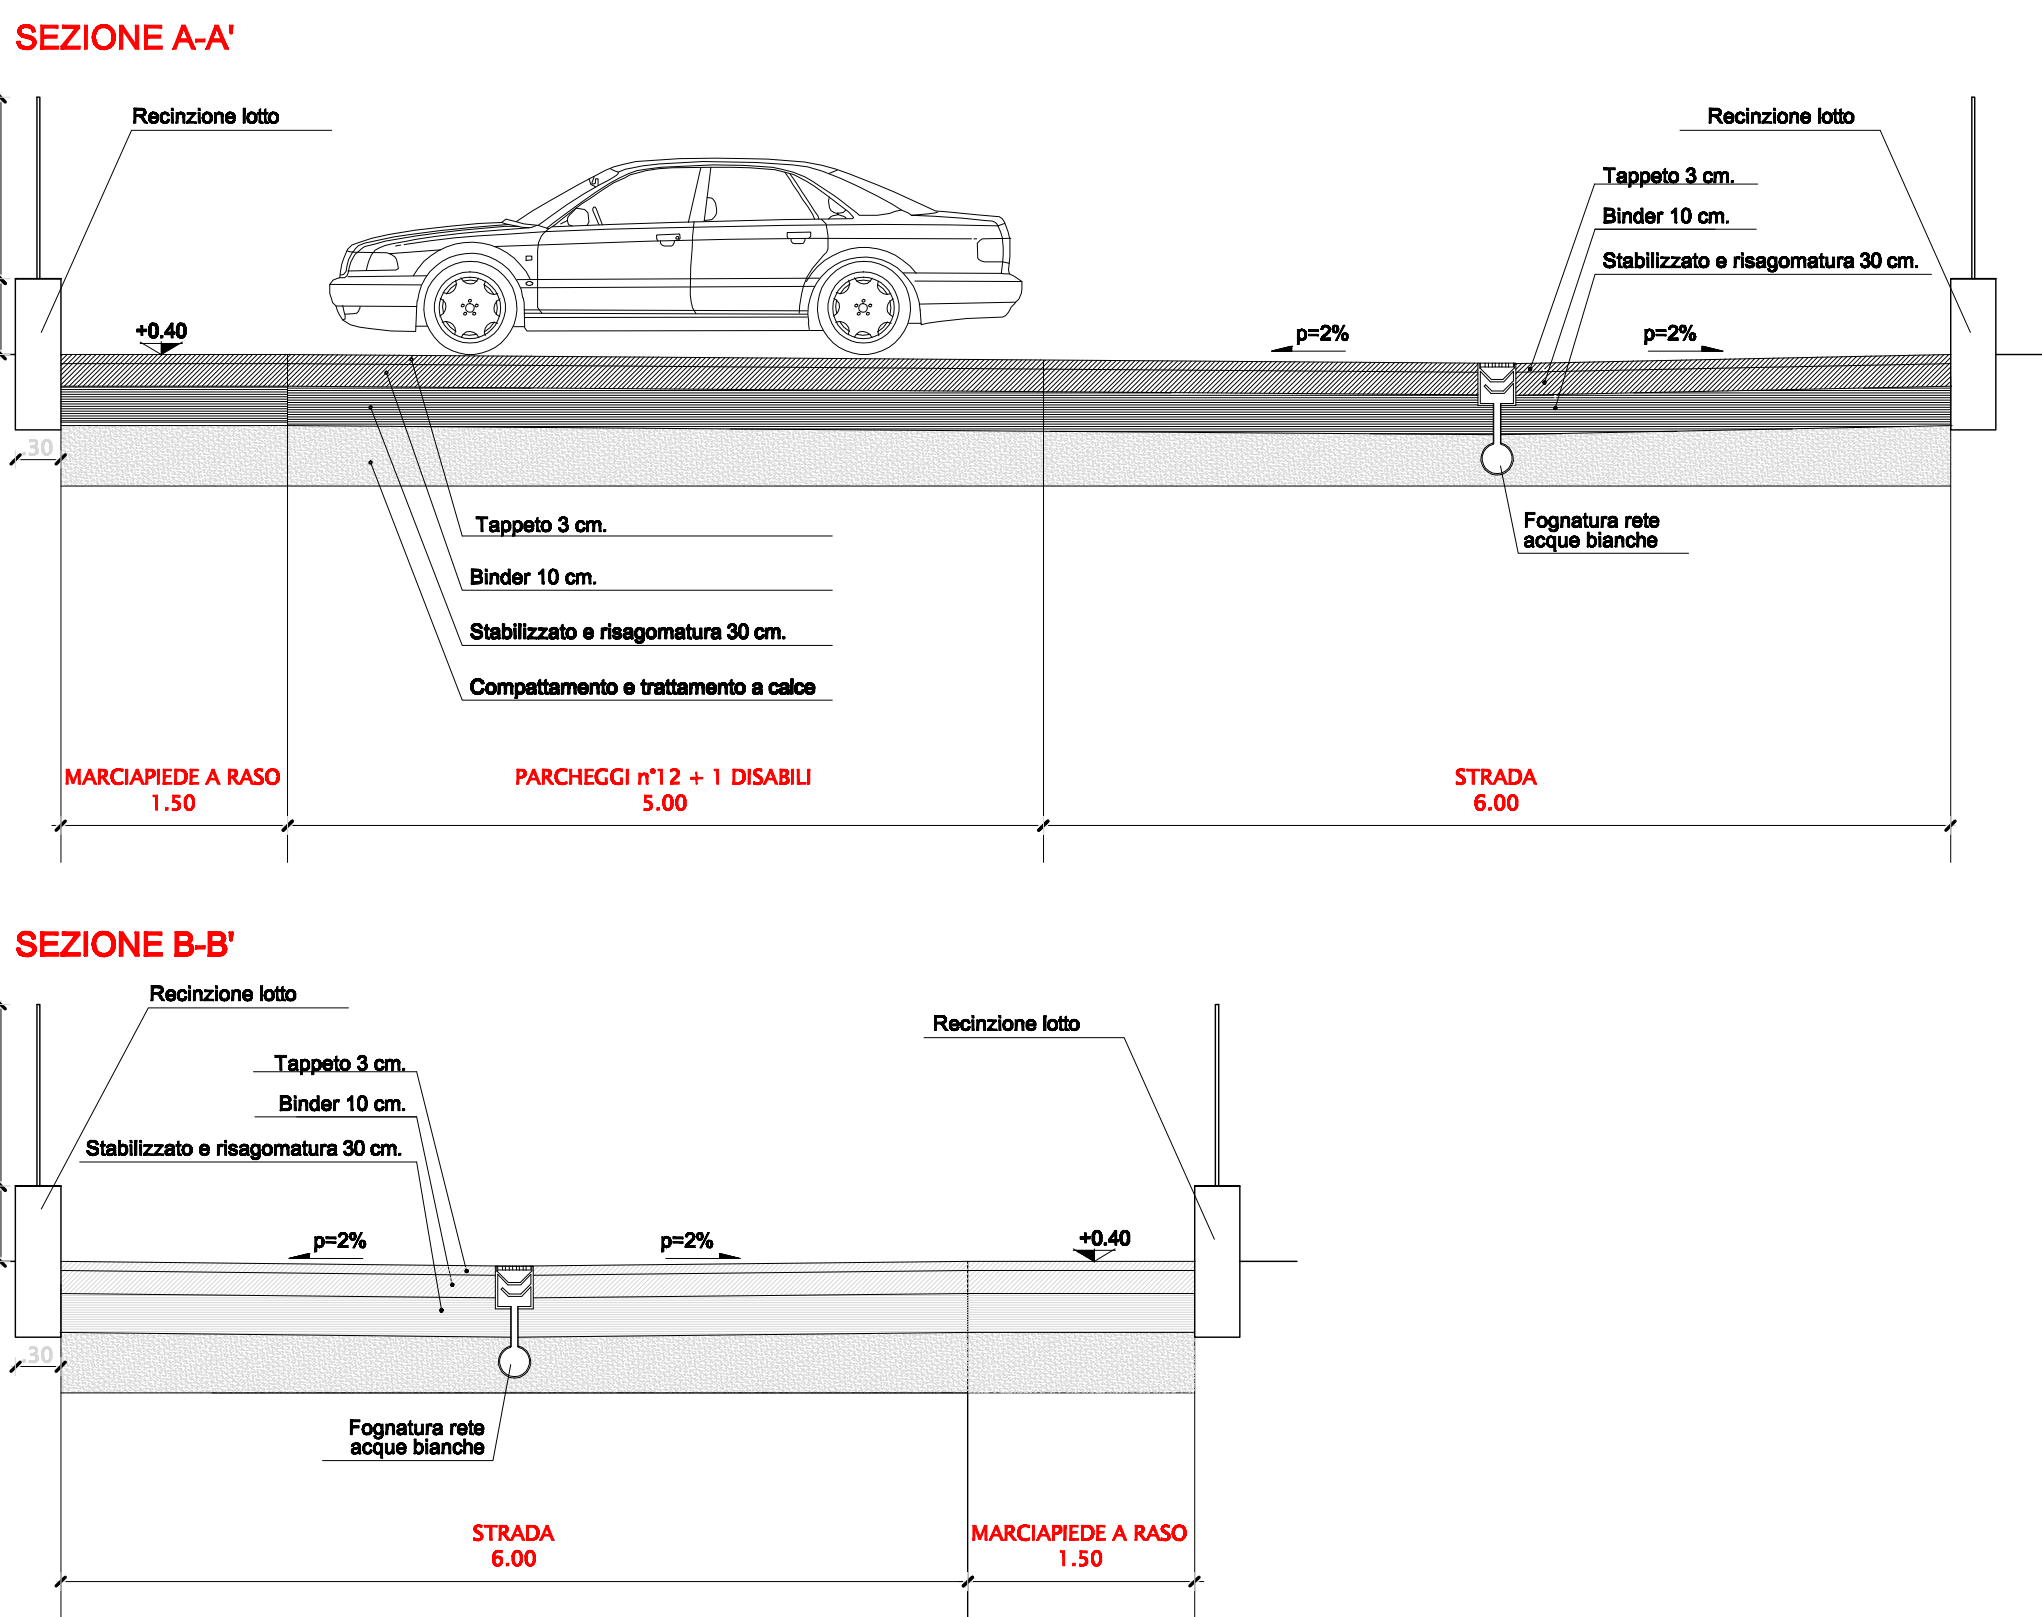 SEZIONE A-A'
Recinzione lotto
Recinzione lotto
Tappeto 3 cm.
Binder 10 cm.
Stabilizzato e risagomatura 30 cm.
+0.40
p=2%
p=2%
.30
Tappeto 3 cm.
Binder 10 cm.
Stabilizzato e risagomatura 30 cm.
Compattamento e trattamento a calce
Fognatura rete
acque bianche
MARCIAPIEDE A RASO
1.50
PARCHEGGI n°12 + 1 DISABILI
5.00
STRADA
6.00
SEZIONE B-B'
Recinzione lotto
Recinzione lotto
Tappeto 3 cm.
Binder 10 cm.
Stabilizzato e risagomatura 30 cm.
p=2%
p=2%
+0.40
.30
Fognatura rete
acque bianche
STRADA
6.00
MARCIAPIEDE A RASO
1.50